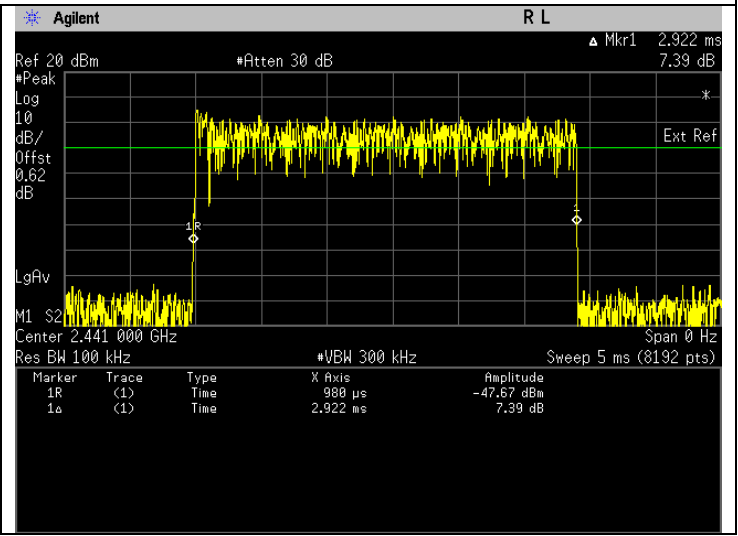 Agilent R L
Δ Mkr1 2.922 ms
Ref 20 dBm #Atten 30 dB 7.39 dB
#Peak
Log
10
dB/
Offst
0.62
dB
Ext Ref
1R
1
LgAv
M1 S2
Center 2.441 000 GHz Span 0 Hz
Res BW 100 kHz #VBW 300 kHz Sweep 5 ms (8192 pts)
Marker Trace Type X Axis Amplitude
1R (1) Time 980 µs -47.67 dBm
1Δ (1) Time 2.922 ms 7.39 dB